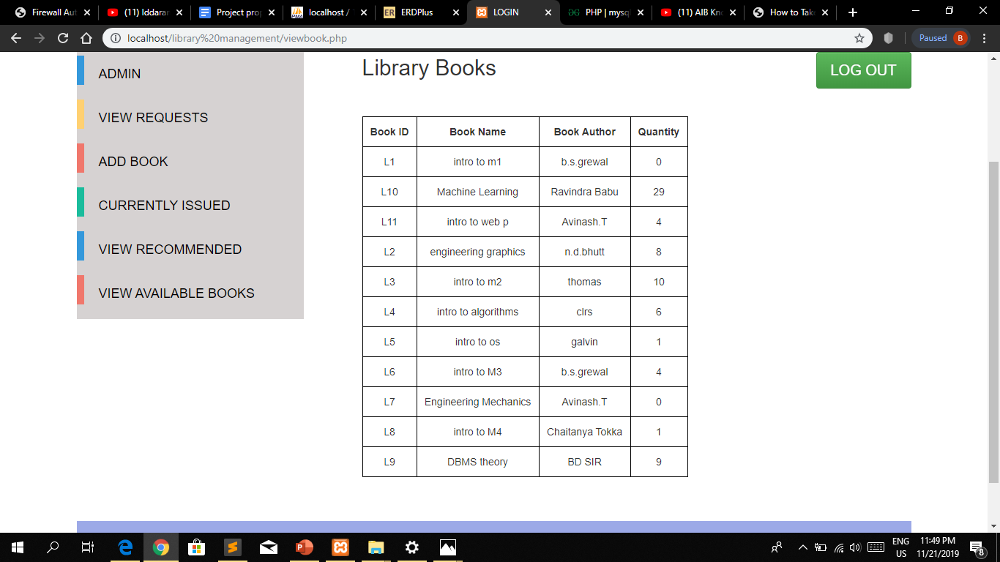 Firewall Aut
(11) Iddarar
Project prop
localhost /
ERDPlus
LOGIN
PHP | mysq
(11) AIB Kno
How to Take
localhost/library%20management/viewbook.php
Paused B
ADMIN
VIEW REQUESTS
ADD BOOK
CURRENTLY ISSUED
VIEW RECOMMENDED
VIEW AVAILABLE BOOKS
Library Books
LOG OUT
Book ID Book Name Book Author Quantity
L1 intro to m1 b.s.grewal 0
L10 Machine Learning Ravindra Babu 29
L11 intro to web p Avinash.T 4
L2 engineering graphics n.d.bhutt 8
L3 intro to m2 thomas 10
L4 intro to algorithms clrs 6
L5 intro to os galvin 1
L6 intro to M3 b.s.grewal 4
L7 Engineering Mechanics Avinash.T 0
L8 intro to M4 Chaitanya Tokka 1
L9 DBMS theory BD SIR 9
ENG 11:49 PM
US 11/21/2019
8